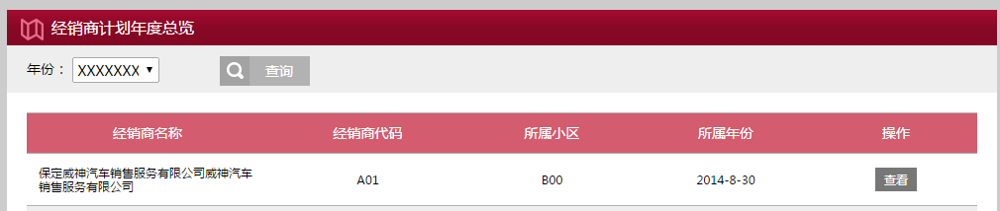 经销商计划年度总览
年份： XXXXXXX 查询
经销商名称 经销商代码 所属小区 所属年份 操作
保定威神汽车销售服务有限公司威神汽车
销售服务有限公司 A01 B00 2014-8-30 查看